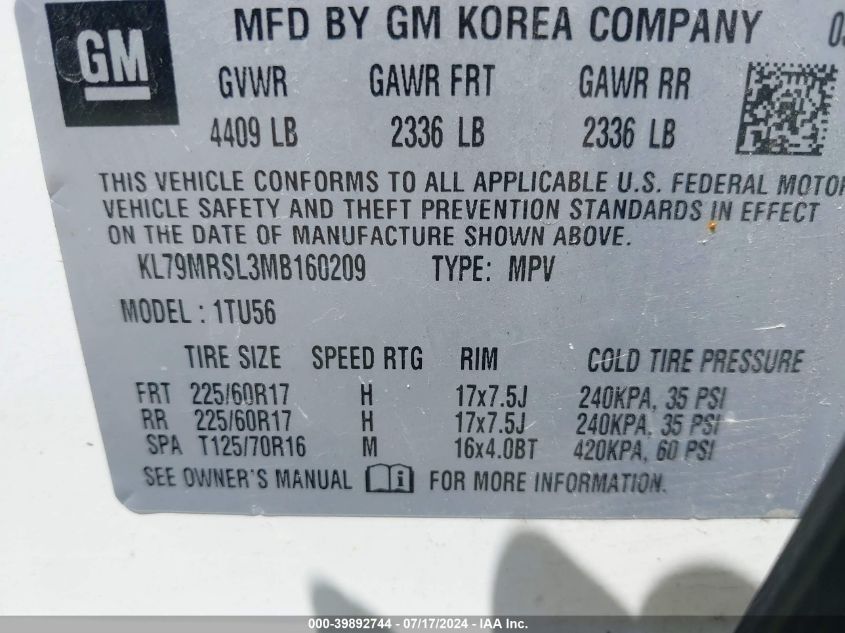 GM
MFD BY GM KOREA COMPANY
GVWR GAWR FRT GAWR RR
4409 LB 2336 LB 2336 LB
THIS VEHICLE CONFORMS TO ALL APPLICABLE U.S. FEDERAL MOTOR
VEHICLE SAFETY AND THEFT PREVENTION STANDARDS IN EFFECT
ON THE DATE OF MANUFACTURE SHOWN ABOVE.
KL79MRSL3MB160209 TYPE: MPV
MODEL : 1TU56
TIRE SIZE SPEED RTG RIM COLD TIRE PRESSURE
FRT 225/60R17 H 17x7.5J 240KPA, 35 PSI
RR 225/60R17 H 17x7.5J 240KPA, 35 PSI
SPA T125/70R16 M 16x4.0BT 420KPA, 60 PSI
SEE OWNER'S MANUAL i FOR MORE INFORMATION.
000-39892744 - 07/17/2024 - IAA Inc.